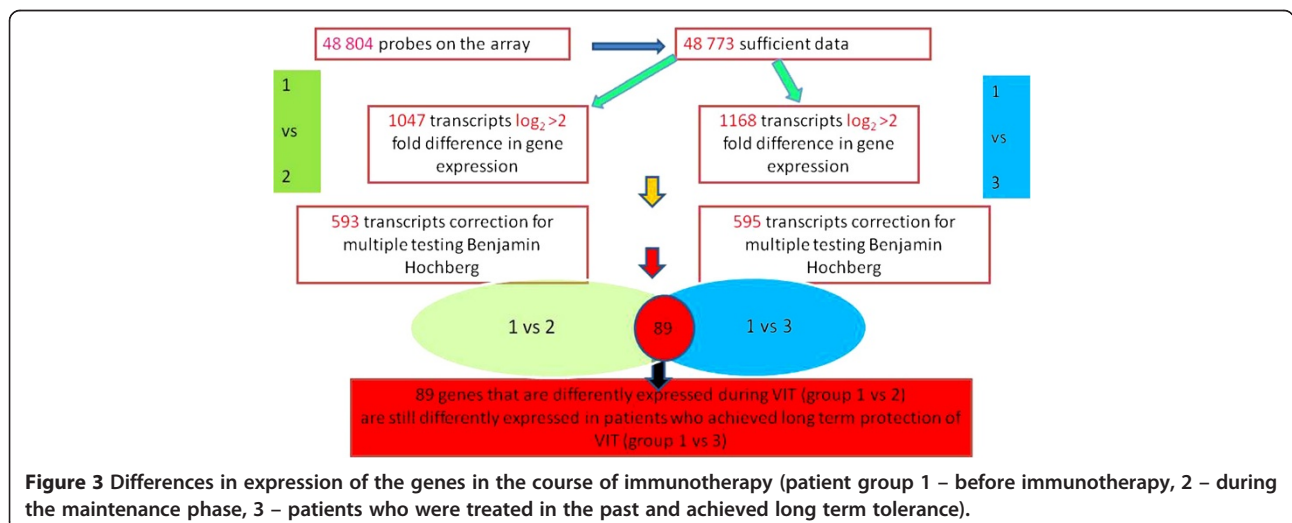 48 804 probes on the array
48 773 sufficient data
1
vs
2
1047 transcripts log₂ >2
fold difference in gene
expression
1168 transcripts log₂ >2
fold difference in gene
expression
1
vs
3
593 transcripts correction for
multiple testing Benjamin
Hochberg
595 transcripts correction for
multiple testing Benjamin
Hochberg
1 vs 2
89
1 vs 3
89 genes that are differently expressed during VIT (group 1 vs 2)
are still differently expressed in patients who achieved long term protection of
VIT (group 1 vs 3)
Figure 3 Differences in expression of the genes in the course of immunotherapy (patient group 1 – before immunotherapy, 2 – during
the maintenance phase, 3 – patients who were treated in the past and achieved long term tolerance).